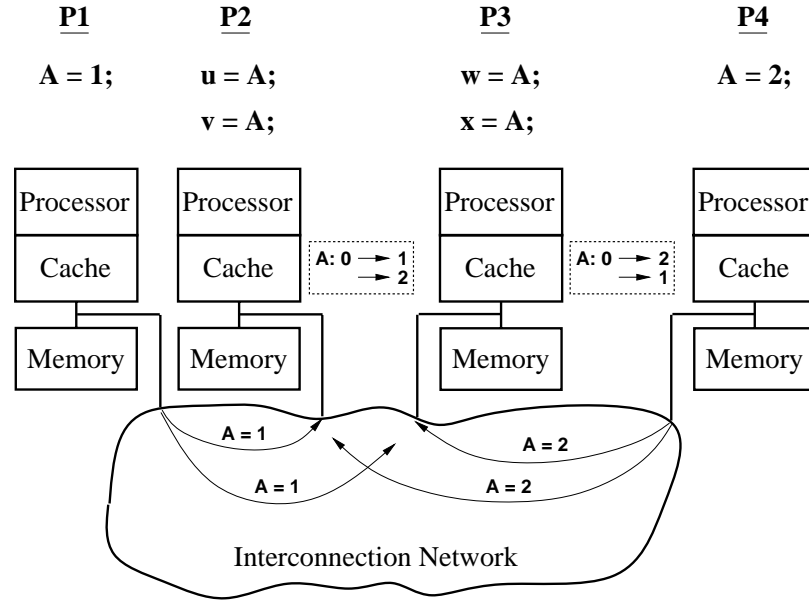 P1 P2 P3 P4
A = 1; u = A; w = A; A = 2;
v = A; x = A;
Processor Processor Processor Processor
Cache Cache A: 0 → 1 Cache A: 0 → 2 Cache
→ 2 → 1
Memory Memory Memory Memory
A = 1 A = 2
A = 1 A = 2
Interconnection Network